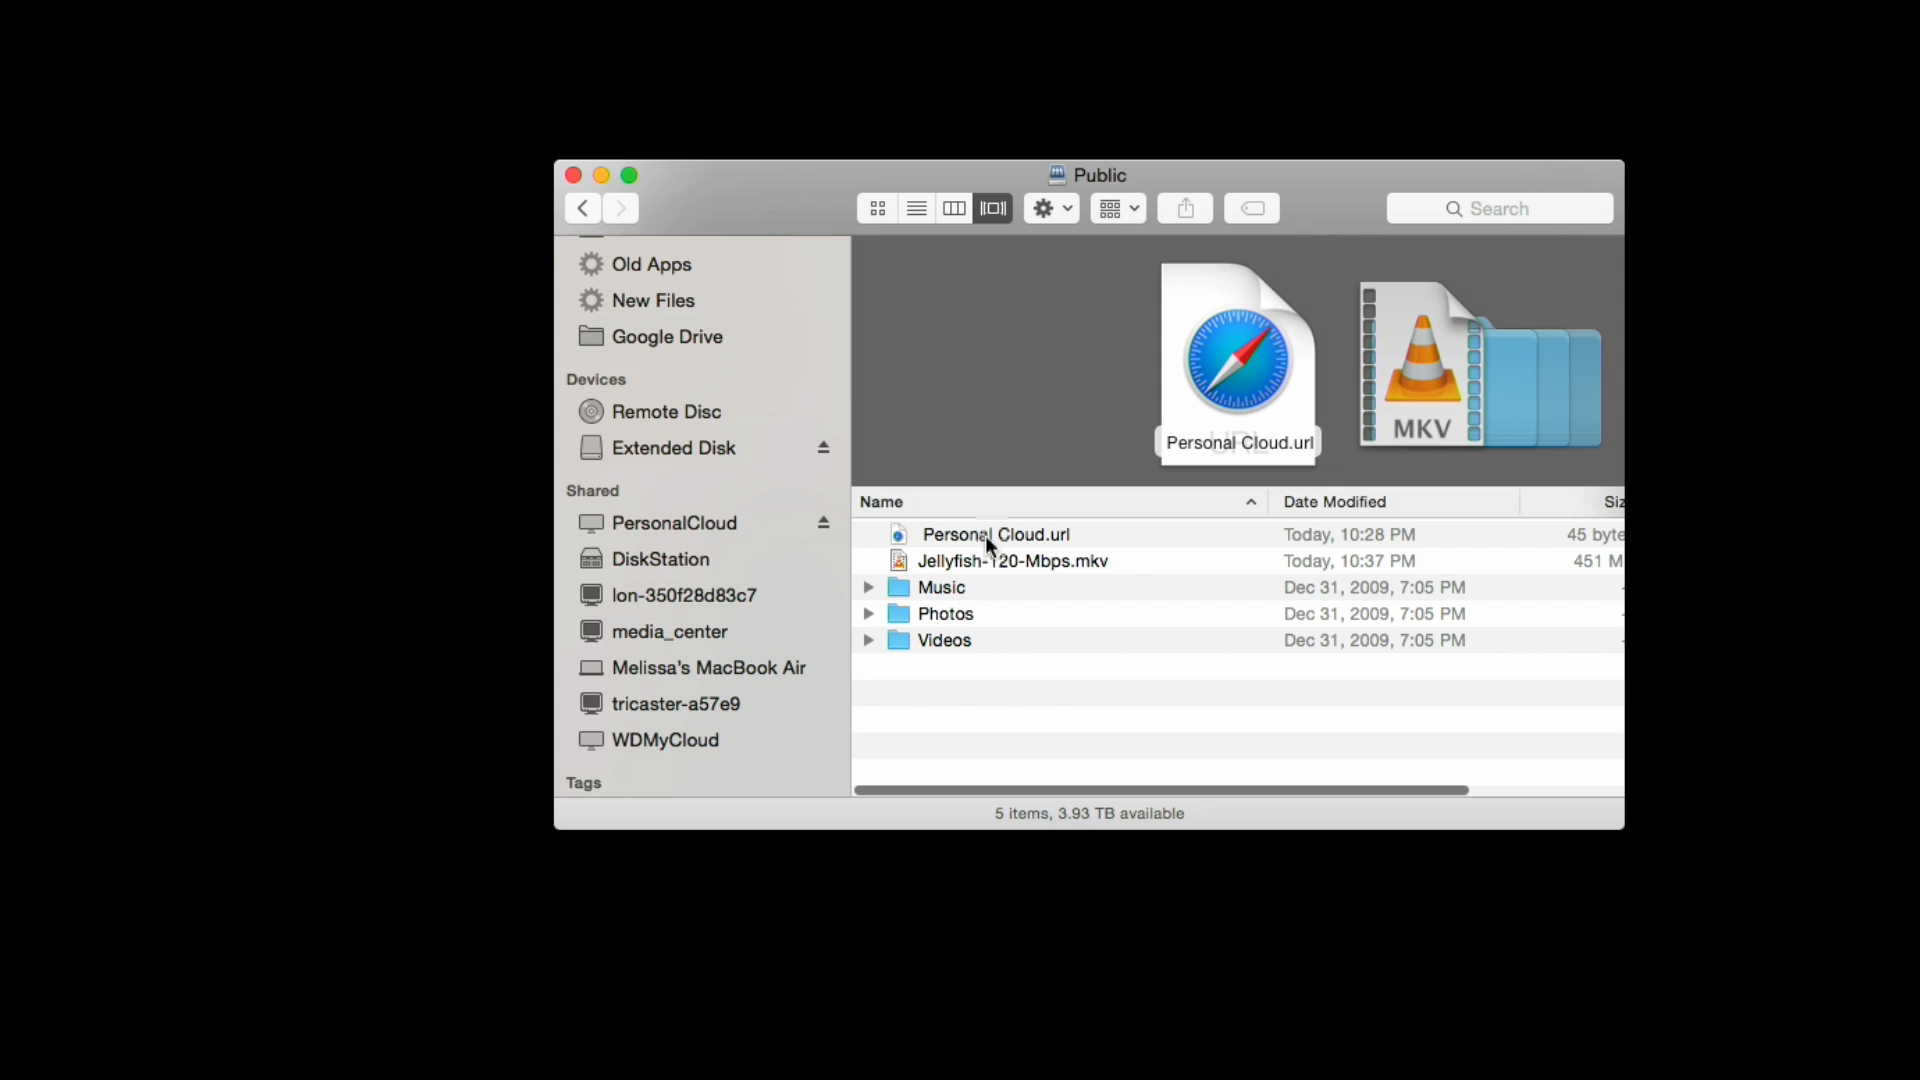 Public
Search
Old Apps
New Files
Google Drive
Devices
Remote Disc
Extended Disk
Shared
PersonalCloud
DiskStation
lon-350f28d83c7
media_center
Melissa's MacBook Air
tricaster-a57e9
WDMyCloud
Tags
Personal Cloud.url
MKV
Name Date Modified Siz
Personal Cloud.url Today, 10:28 PM 45 byte
Jellyfish-120-Mbps.mkv Today, 10:37 PM 451 M
Music Dec 31, 2009, 7:05 PM
Photos Dec 31, 2009, 7:05 PM
Videos Dec 31, 2009, 7:05 PM
5 items, 3.93 TB available